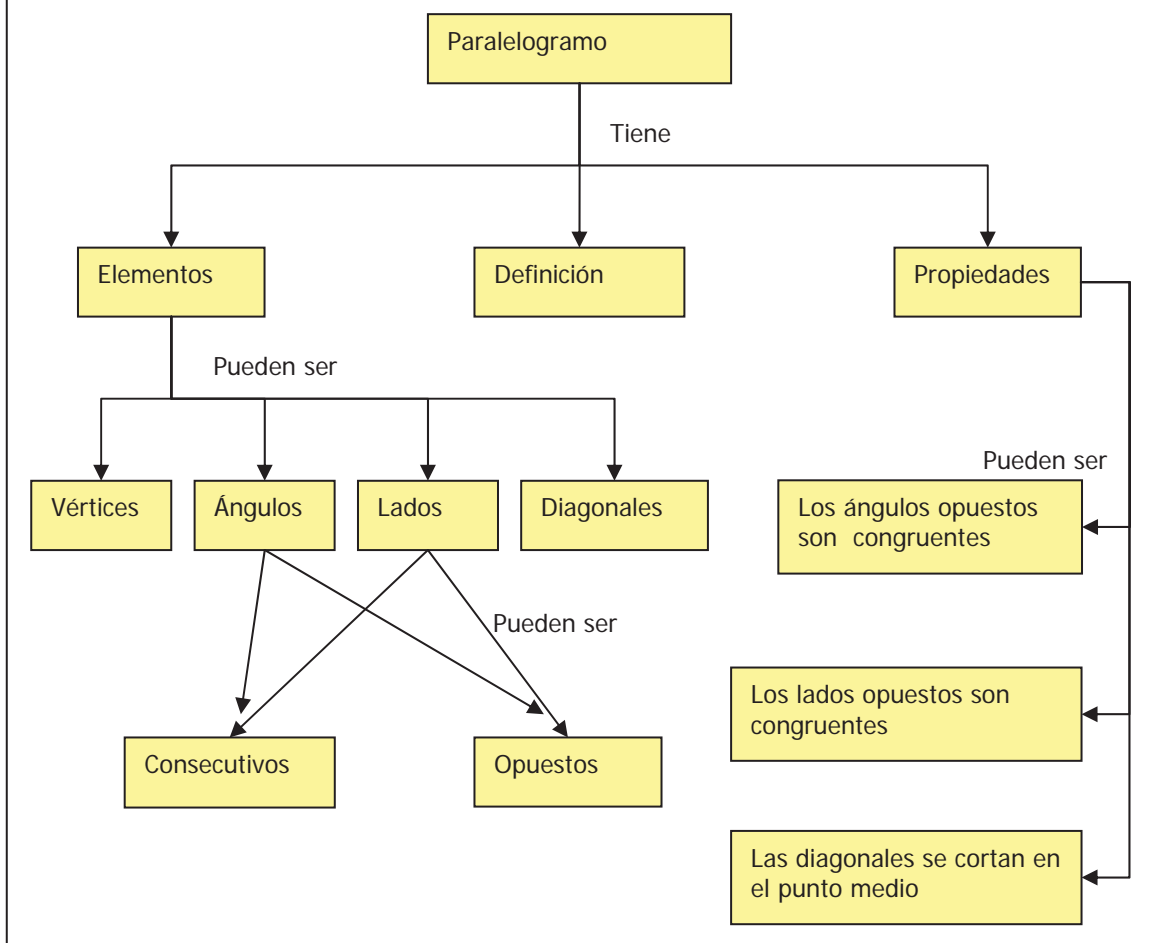 Paralelogramo
Tiene
Elementos
Definición
Propiedades
Pueden ser
Vértices
Ángulos
Lados
Diagonales
Pueden ser
Los ángulos opuestos
son congruentes
Pueden ser
Consecutivos
Opuestos
Los lados opuestos son
congruentes
Las diagonales se cortan en
el punto medio